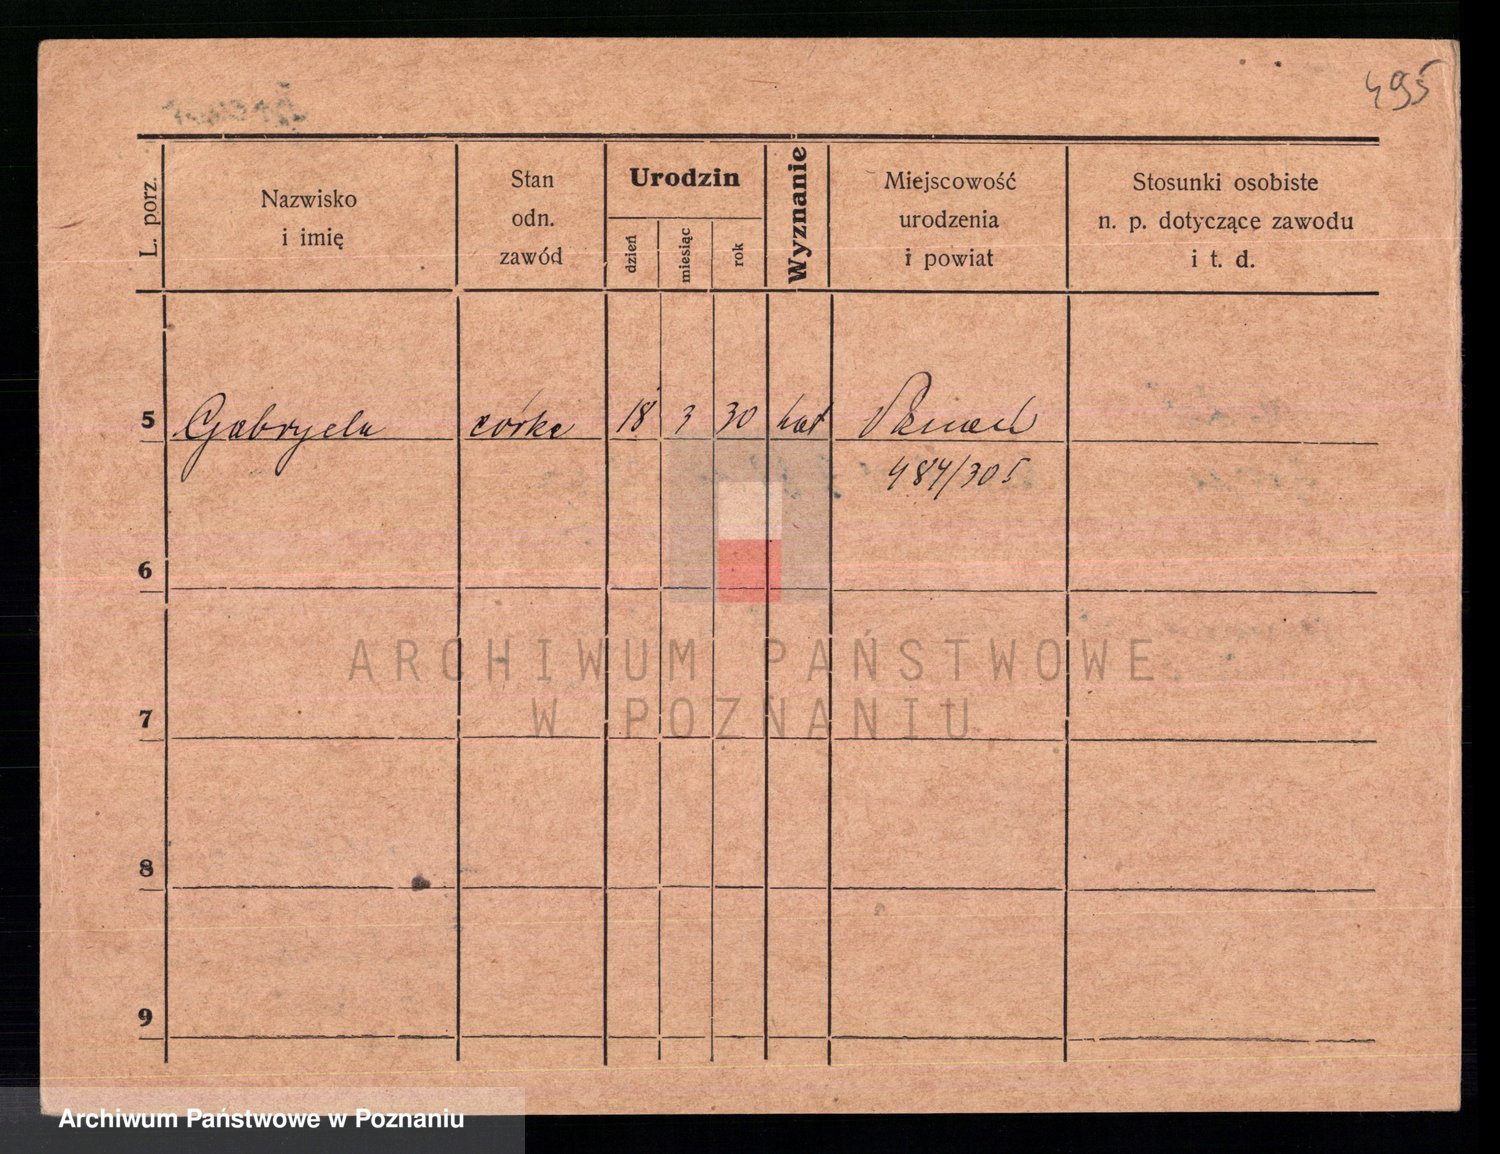 495
L. porz.
Nazwisko
i imię
Stan
odn.
zawód
Urodzin
dzień
miesiąc
rok
Wyznanie
Miejscowość
urodzenia
i powiat
Stosunki osobiste
n. p. dotyczące zawodu
i t. d.
5 Gabryela córka 18 3 30 kat
484/305
6
7
8
9
ARCHIWUM PAŃSTWOWE
W POZNANIU
Archiwum Państwowe w Poznaniu